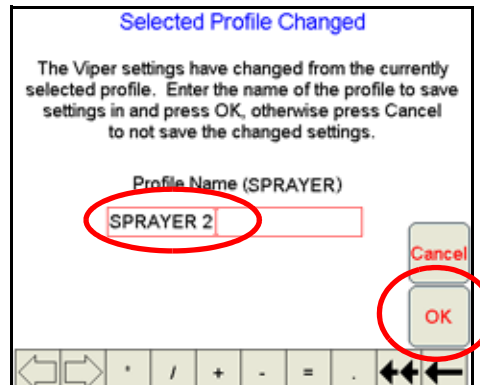 Selected Profile Changed
The Viper settings have changed from the currently
selected profile. Enter the name of the profile to save
settings in and press OK, otherwise press Cancel
to not save the changed settings.
Profile Name (SPRAYER)
SPRAYER 2
Cancel
OK
* / + - = .